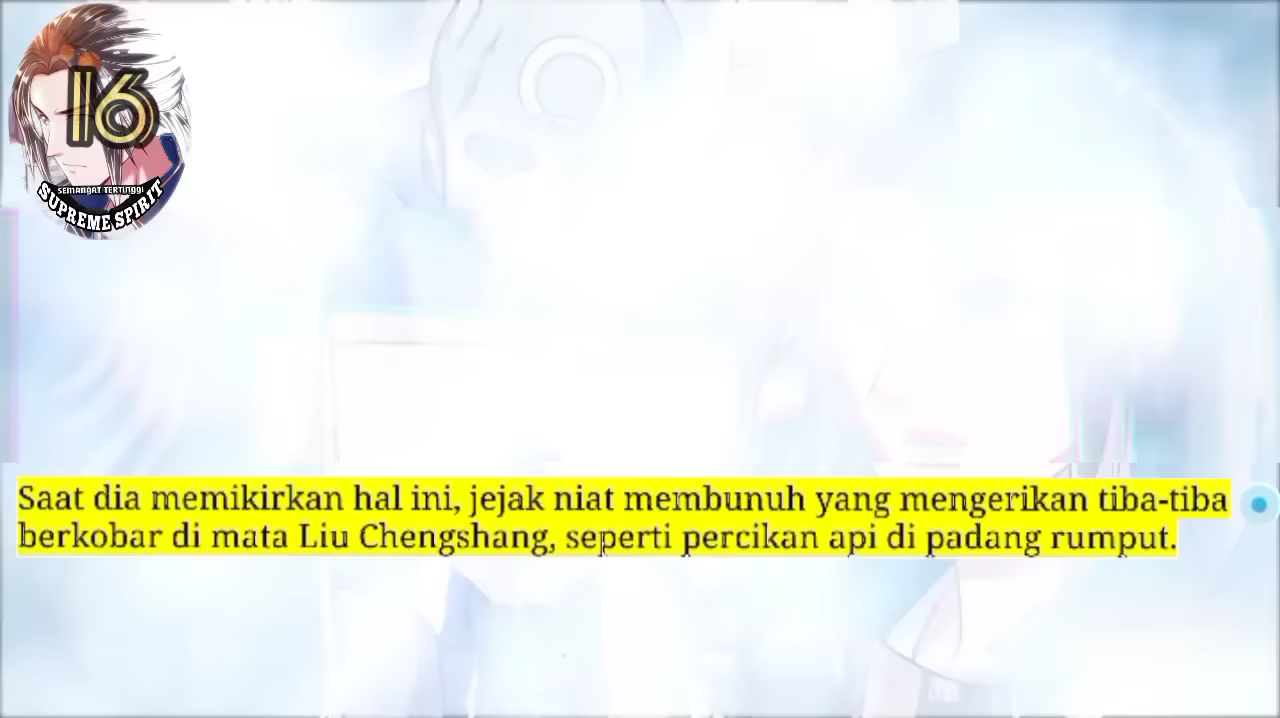 16
SEMANGAT TERTINGGI
SUPREME SPIRIT
Saat dia memikirkan hal ini, jejak niat membunuh yang mengerikan tiba-tiba
berkobar di mata Liu Chengshang, seperti percikan api di padang rumput.